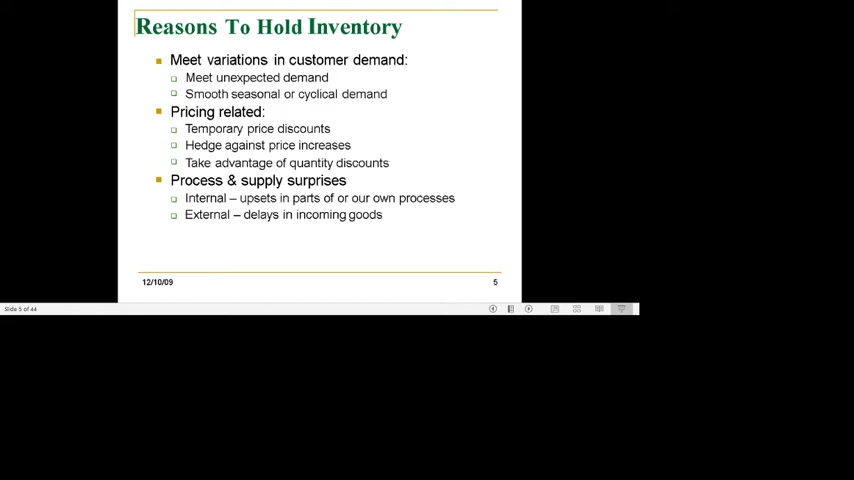 Reasons To Hold Inventory
Meet variations in customer demand:
Meet unexpected demand
Smooth seasonal or cyclical demand
Pricing related:
Temporary price discounts
Hedge against price increases
Take advantage of quantity discounts
Process & supply surprises
Internal – upsets in parts of or our own processes
External – delays in incoming goods
12/10/09
5
Slide 5 of 44